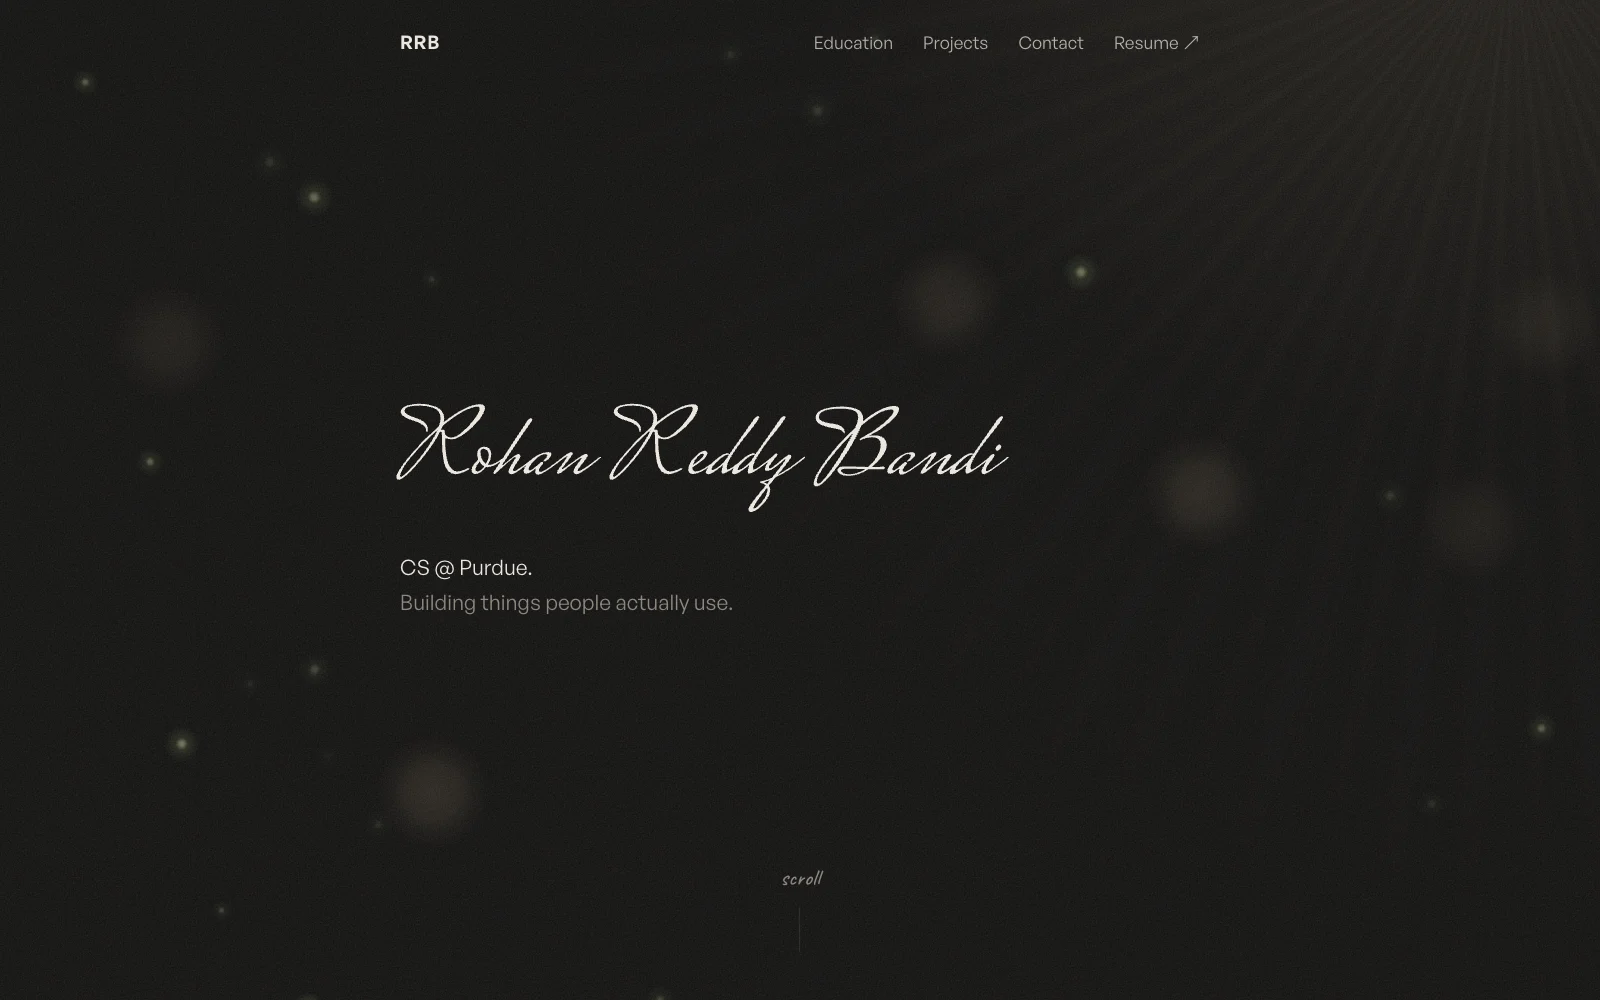 RRB
Education Projects Contact Resume ↗
Rohan Reddy Bandi
CS @ Purdue.
Building things people actually use.
scroll